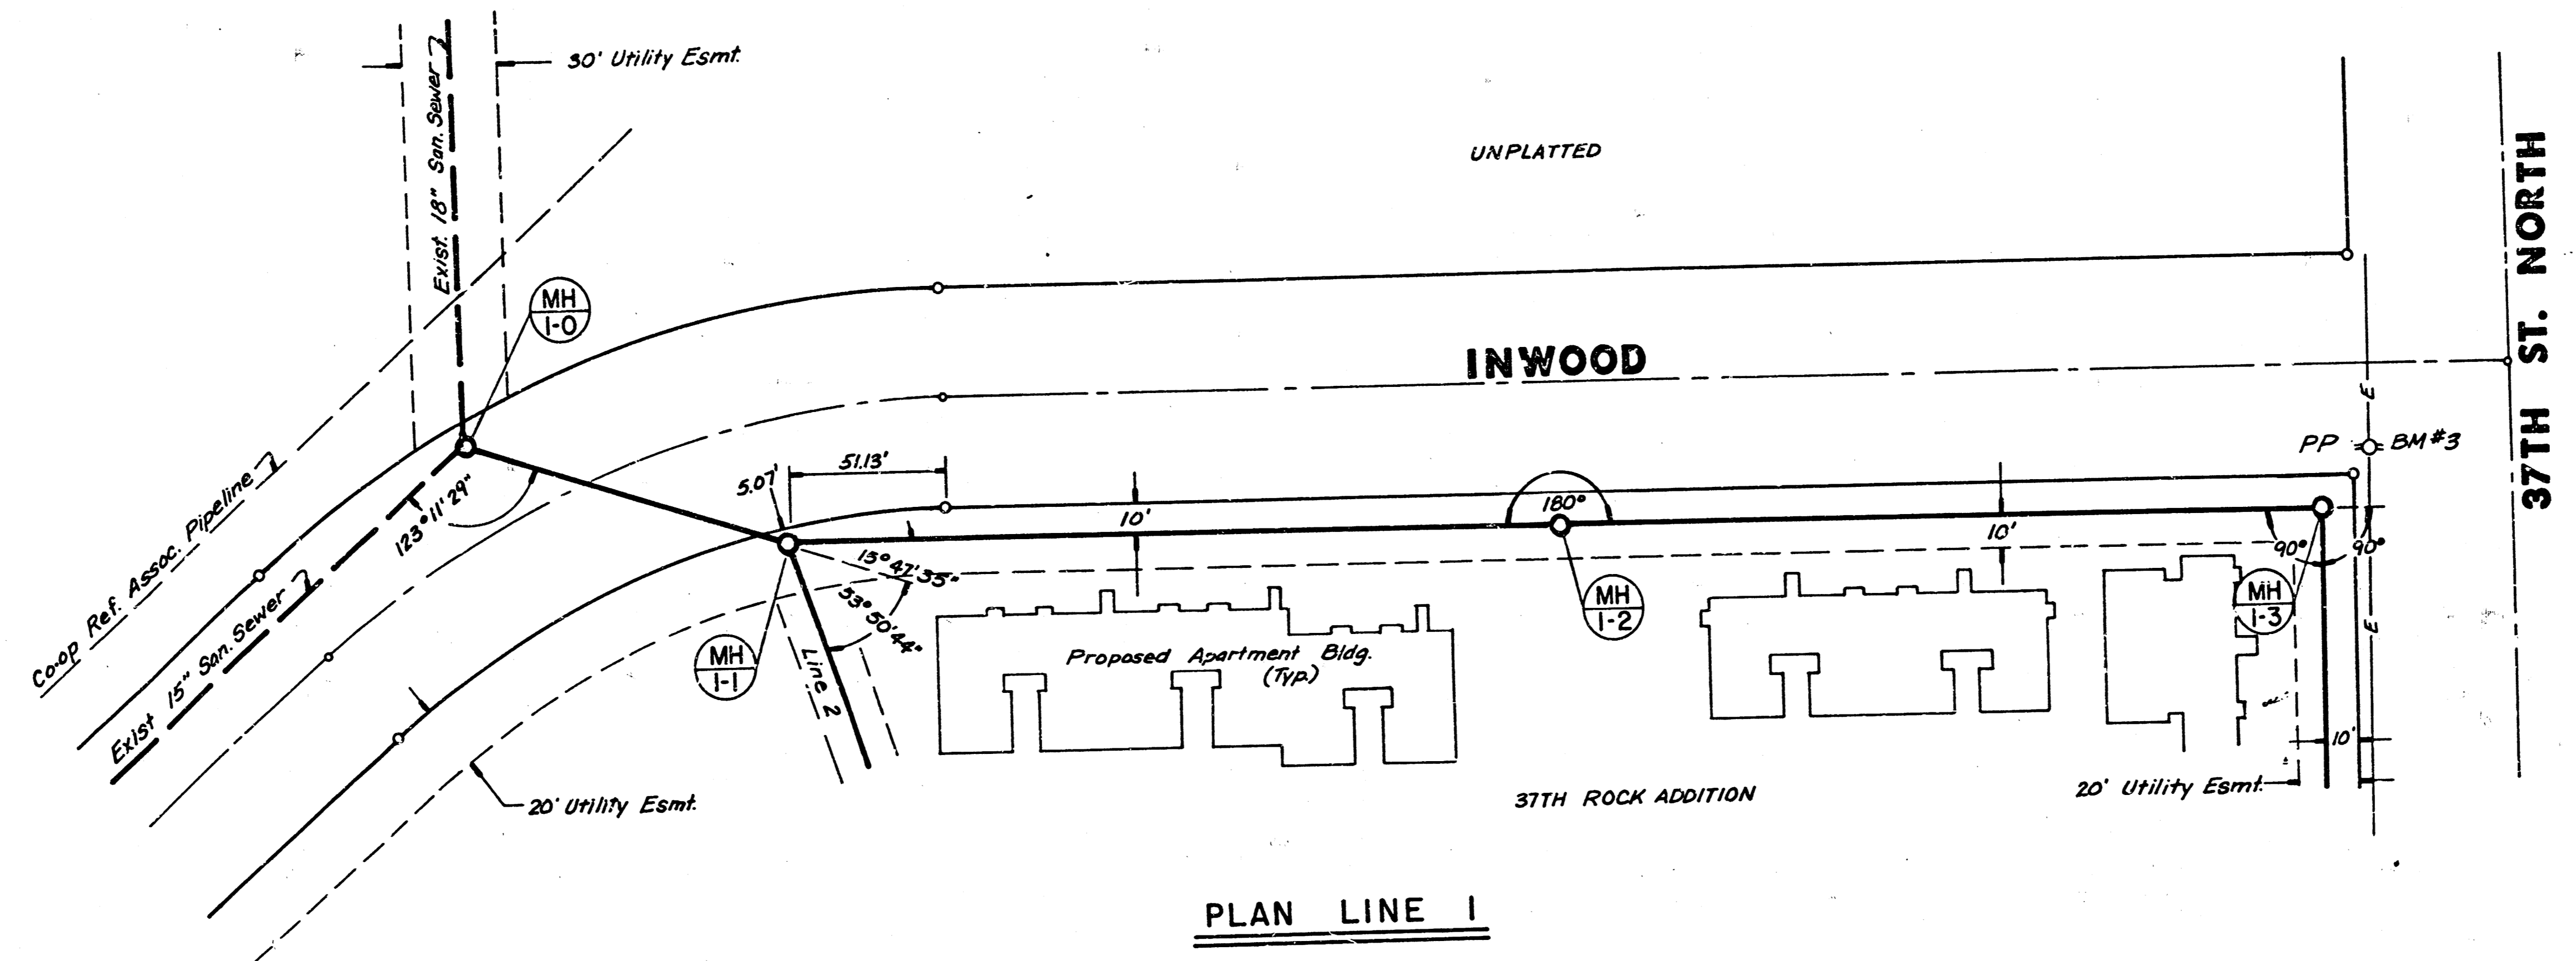 30' Utility Esmt.
Exist. 18" San. Sewer
UNPLATTED
37TH ST. NORTH
MH
1-0
INWOOD
E
PP
BM #3
Co-op Ref. Assoc. Pipeline
123° 11' 29"
5.07'
51.13'
10'
180°
10'
90°
90°
15° 47' 35"
53° 50' 44"
Exist 15" San. Sewer
MH
1-1
Line 2
MH
1-2
MH
1-3
E
Proposed Apartment Bldg.
(Typ.)
10'
20' Utility Esmt.
37TH ROCK ADDITION
20' Utility Esmt.
PLAN LINE 1